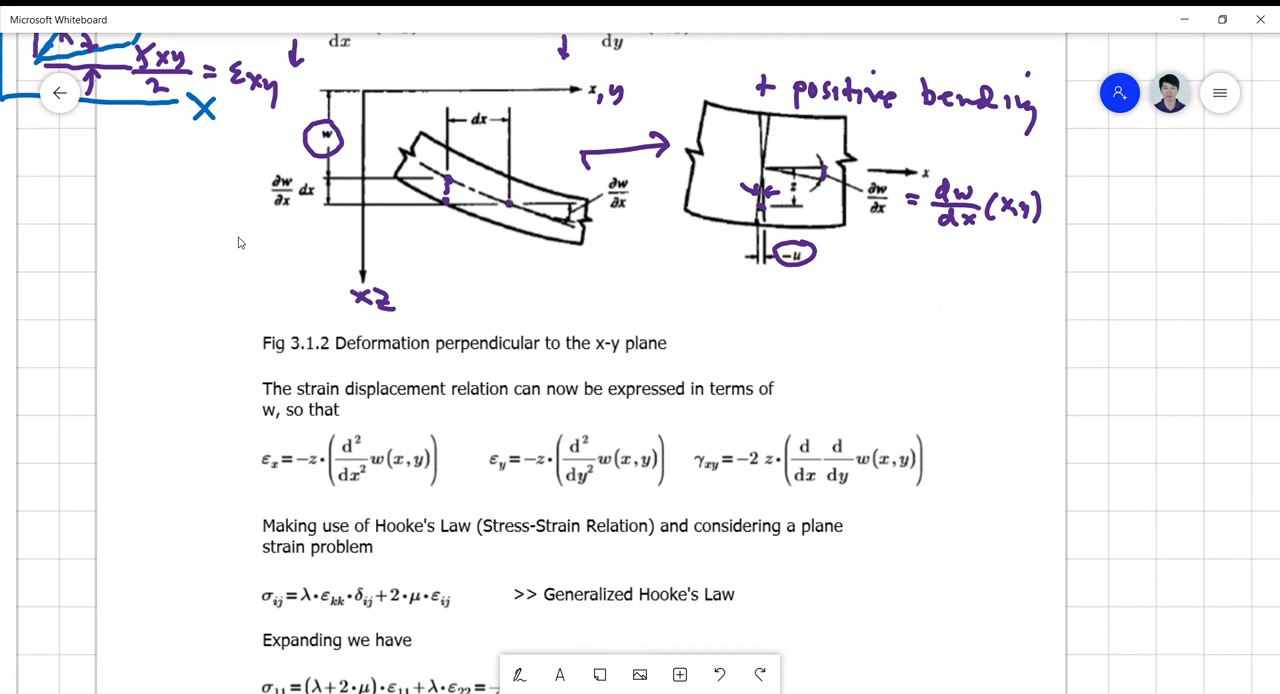 Microsoft Whiteboard
dx
dy
γxy/2 = εxy
x
x, y
+ positive bending
w
dx
∂w/∂x dx
∂w/∂x
z
x
∂w/∂x = dw/dx (x,y)
-u
xz
Fig 3.1.2 Deformation perpendicular to the x-y plane
The strain displacement relation can now be expressed in terms of
w, so that
εx=-z·(d²/dx² w(x,y)) εy=-z·(d²/dy² w(x,y)) γxy=-2 z·(d/dx d/dy w(x,y))
Making use of Hooke's Law (Stress-Strain Relation) and considering a plane
strain problem
σij=λ·εkk·δij+2·μ·εij >> Generalized Hooke's Law
Expanding we have
σ11=(λ+2·μ)·ε11+λ·ε22=-